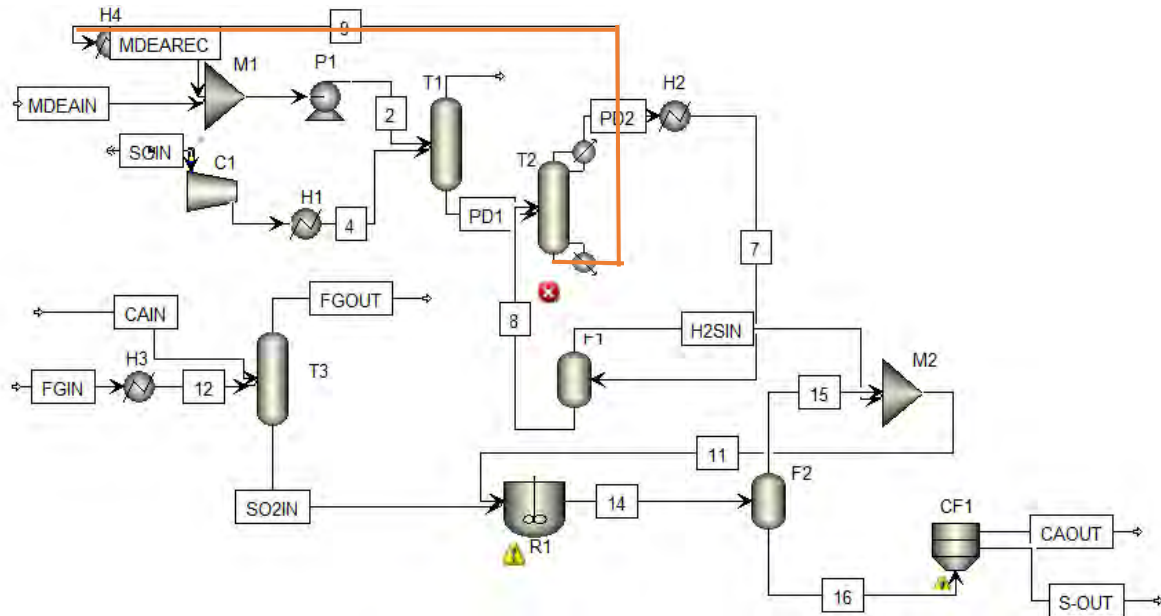 H4
9
MDEAREC
M1
P1
T1
H2
MDEAIN
2
PD2
T2
C1
H1
4
PD1
7
FGOUT
CAIN
8
H2SIN
F1
H3
T3
M2
FGIN
12
15
11
F2
SO2IN
14
CF1
R1
CAOUT
16
S-OUT